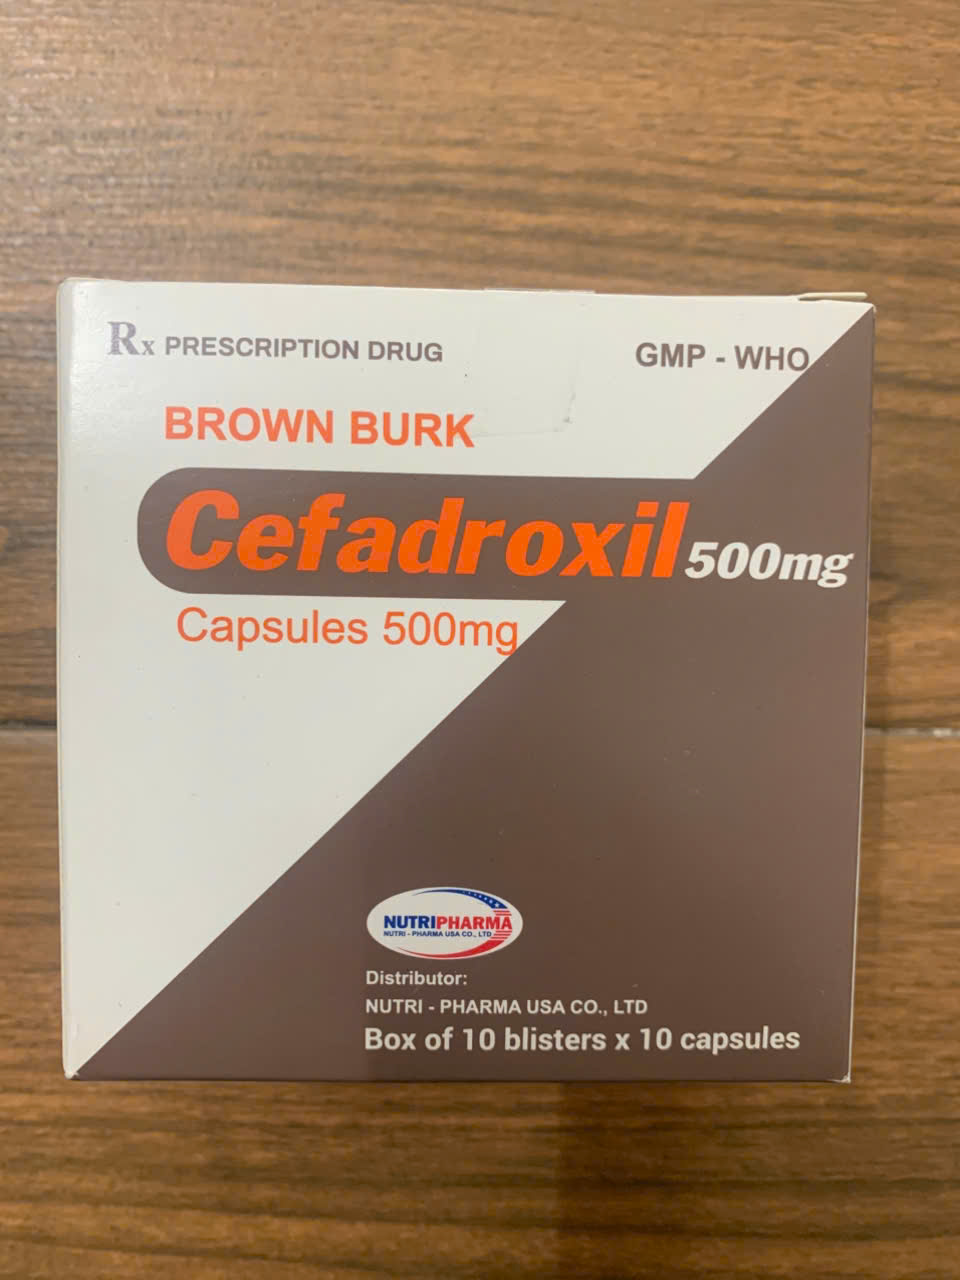 Rx PRESCRIPTION DRUG
GMP - WHO
BROWN BURK
Cefadroxil 500mg
Capsules 500mg
NUTRIPHARMA
NUTRI - PHARMA USA CO., LTD
Distributor:
NUTRI - PHARMA USA CO., LTD
Box of 10 blisters x 10 capsules